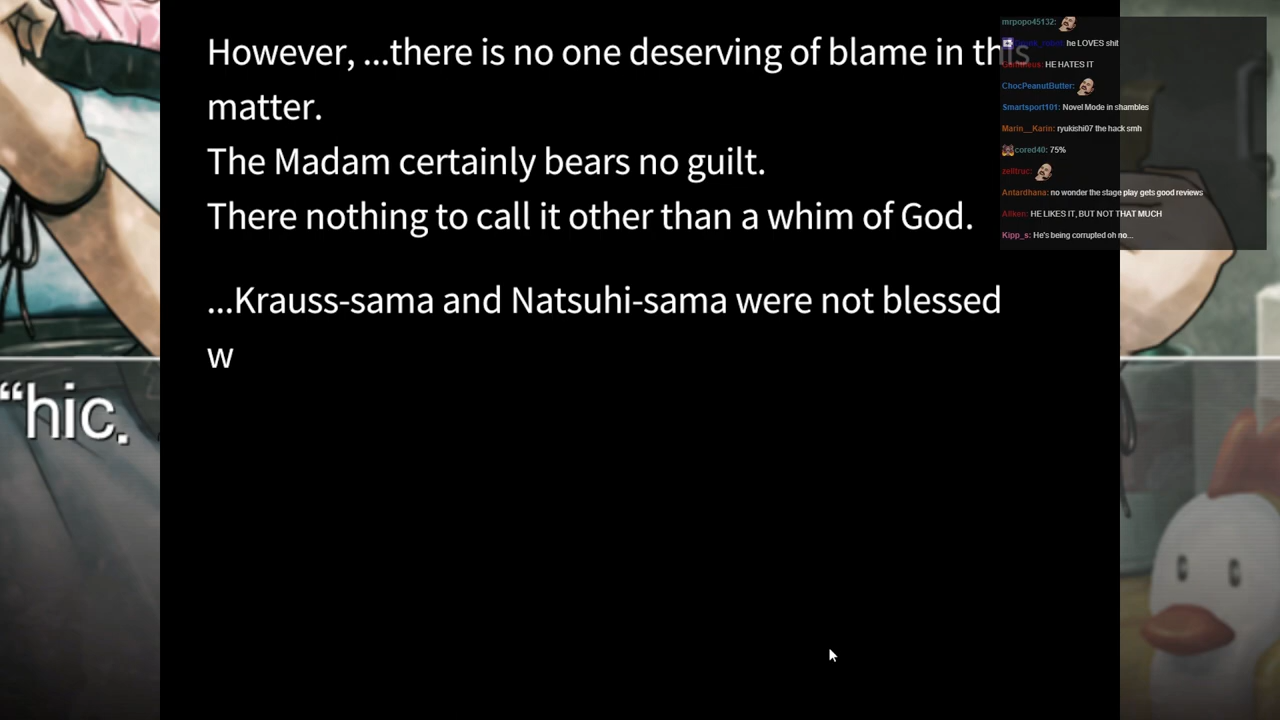 However, ...there is no one deserving of blame in this
matter.
The Madam certainly bears no guilt.
There nothing to call it other than a whim of God.
...Krauss-sama and Natsuhi-sama were not blessed
w
“hic.
mrpopo45132:
he LOVES shit
HE HATES IT
ChocPeanutButter:
Smartsport101: Novel Mode in shambles
Marin__Karin: ryukishi07 the hack smh
cored40: 75%
zelltruc:
Antardhana: no wonder the stage play gets good reviews
HE LIKES IT, BUT NOT THAT MUCH
Kipp_s: He's being corrupted oh no...